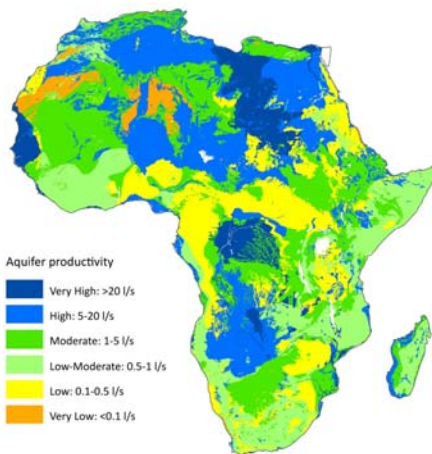 Aquifer productivity
Very High: >20 l/s
High: 5-20 l/s
Moderate: 1-5 l/s
Low-Moderate: 0.5-1 l/s
Low: 0.1-0.5 l/s
Very Low: <0.1 l/s